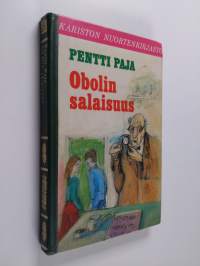 KARISTON NUORTENKIRJASTO
PENTTI PAJA
Obolin
salaisuus